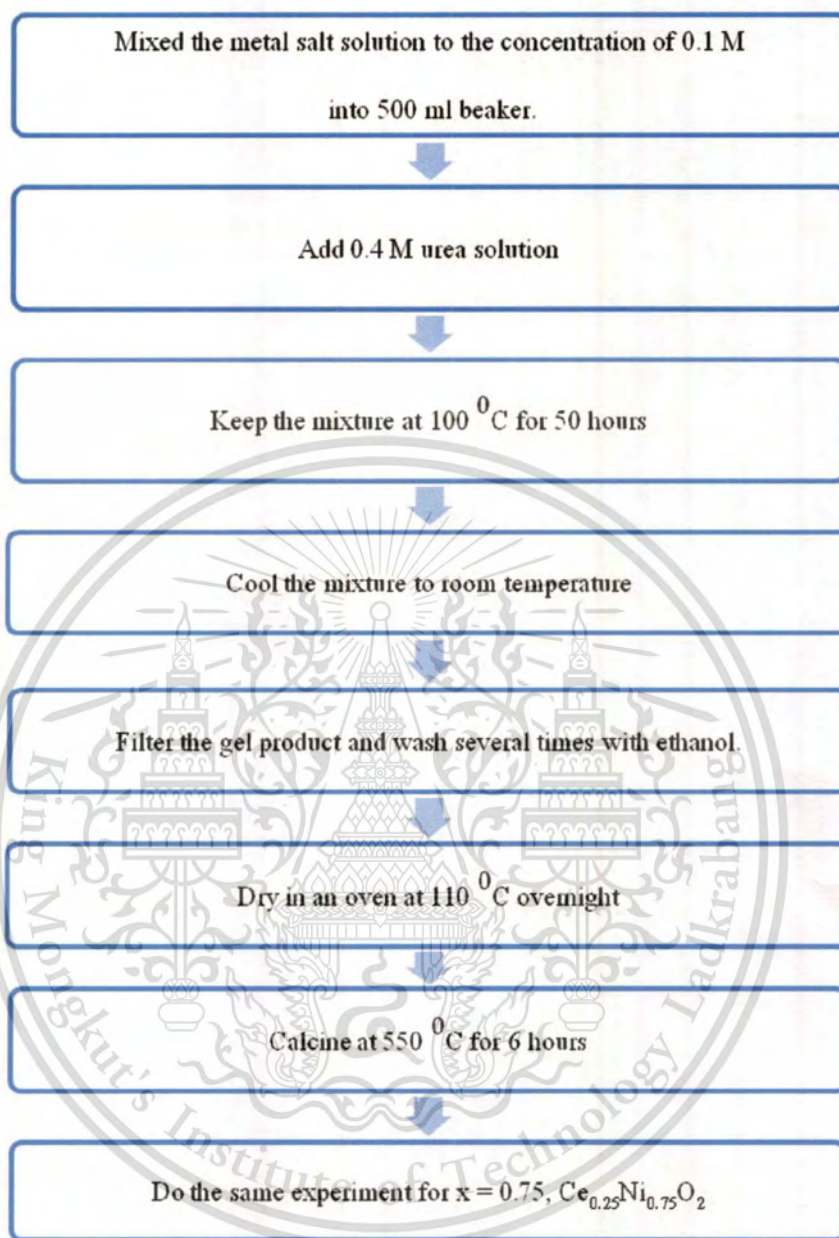 Mixed the metal salt solution to the concentration of 0.1 M
into 500 ml beaker.
Add 0.4 M urea solution
Keep the mixture at 100 ⁰C for 50 hours
Cool the mixture to room temperature
Filter the gel product and wash several times with ethanol.
Dry in an oven at 110 ⁰C overnight
Calcine at 550 ⁰C for 6 hours
Do the same experiment for x = 0.75, Ce₀.₂₅Ni₀.₇₅O₂
King Mongkut's Institute of Technology Ladkrabang